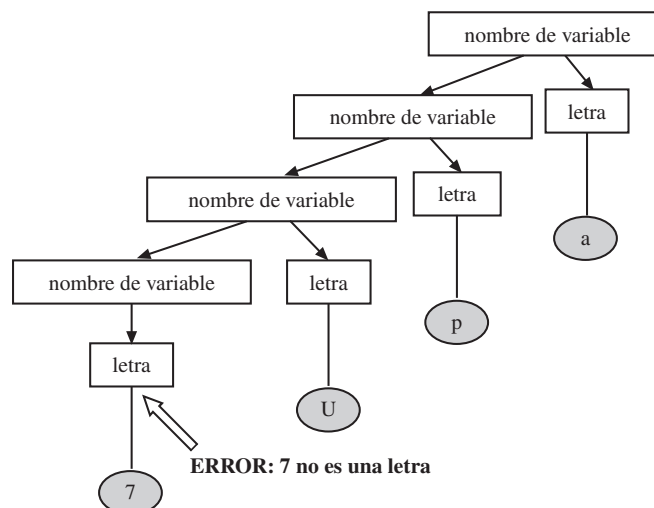 nombre de variable
nombre de variable
letra
nombre de variable
letra
a
nombre de variable
letra
p
letra
U
ERROR: 7 no es una letra
7